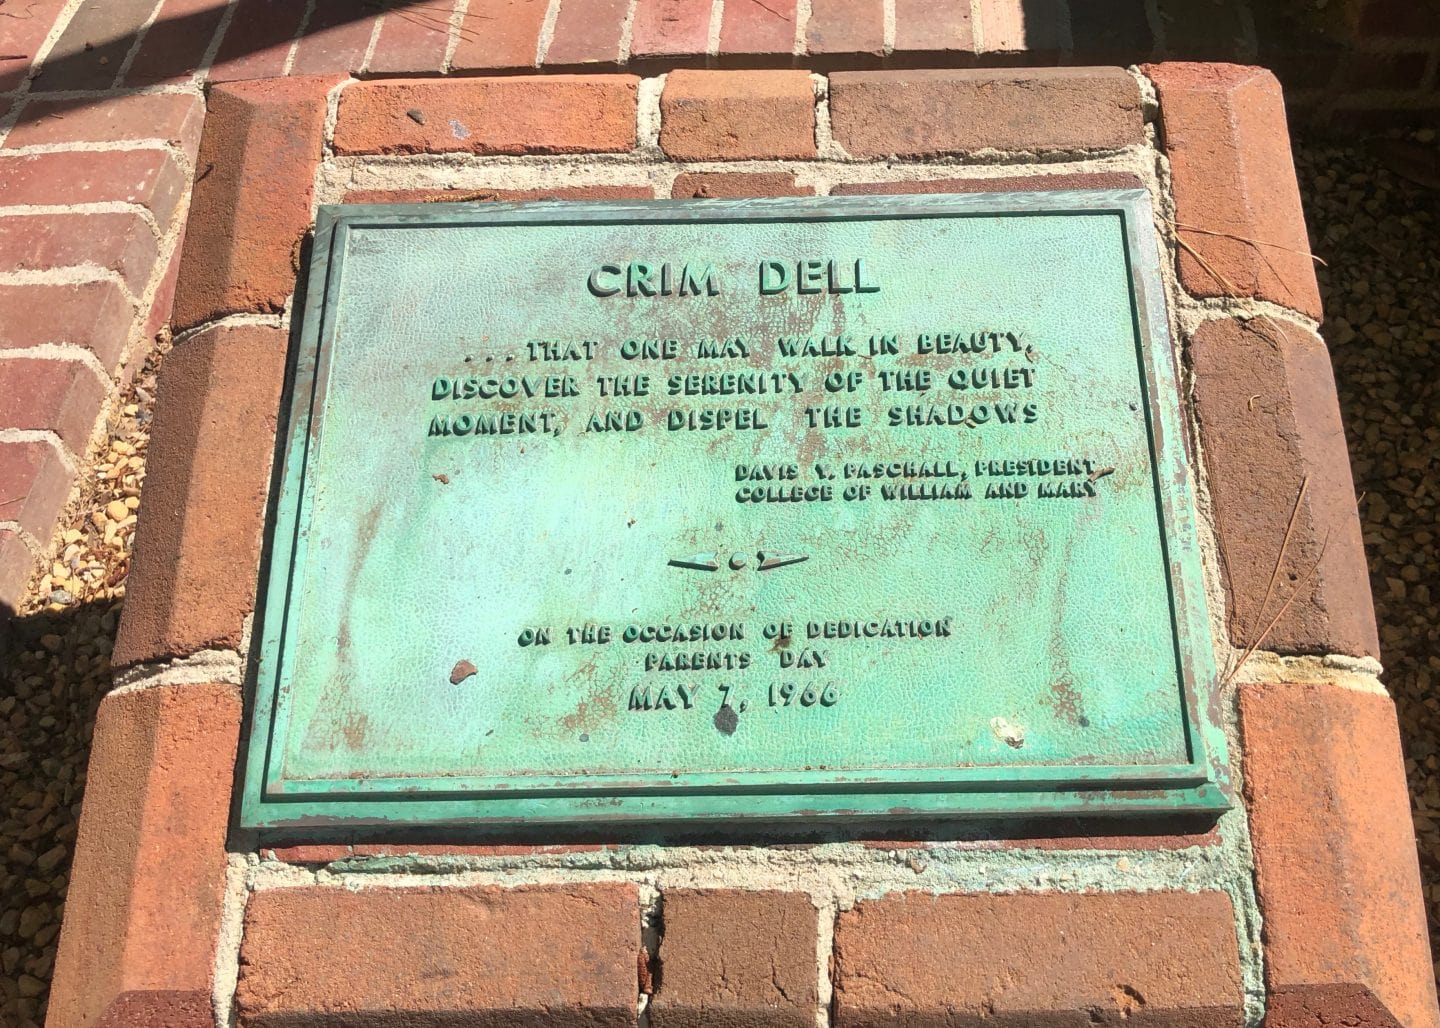 CRIM DELL
. . . THAT ONE MAY WALK IN BEAUTY,
DISCOVER THE SERENITY OF THE QUIET
MOMENT, AND DISPEL THE SHADOWS
DAVIS Y. PASCHALL, PRESIDENT
COLLEGE OF WILLIAM AND MARY
ON THE OCCASION OF DEDICATION
PARENTS DAY
MAY 7, 1966